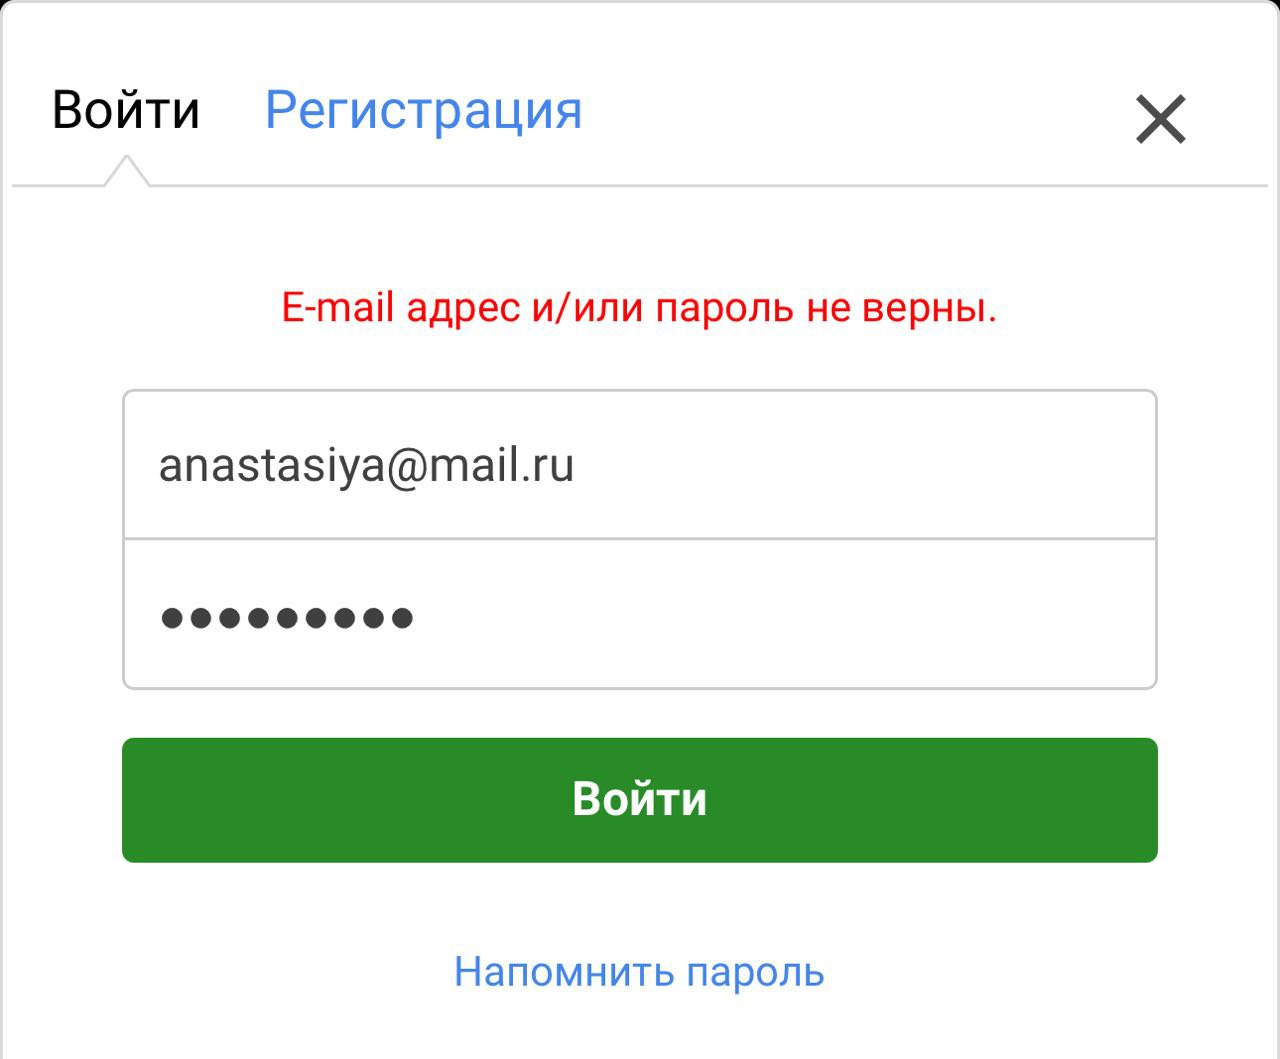 Войти Регистрация
E-mail адрес и/или пароль не верны.
anastasiya@mail.ru
•••••••••
Войти
Напомнить пароль